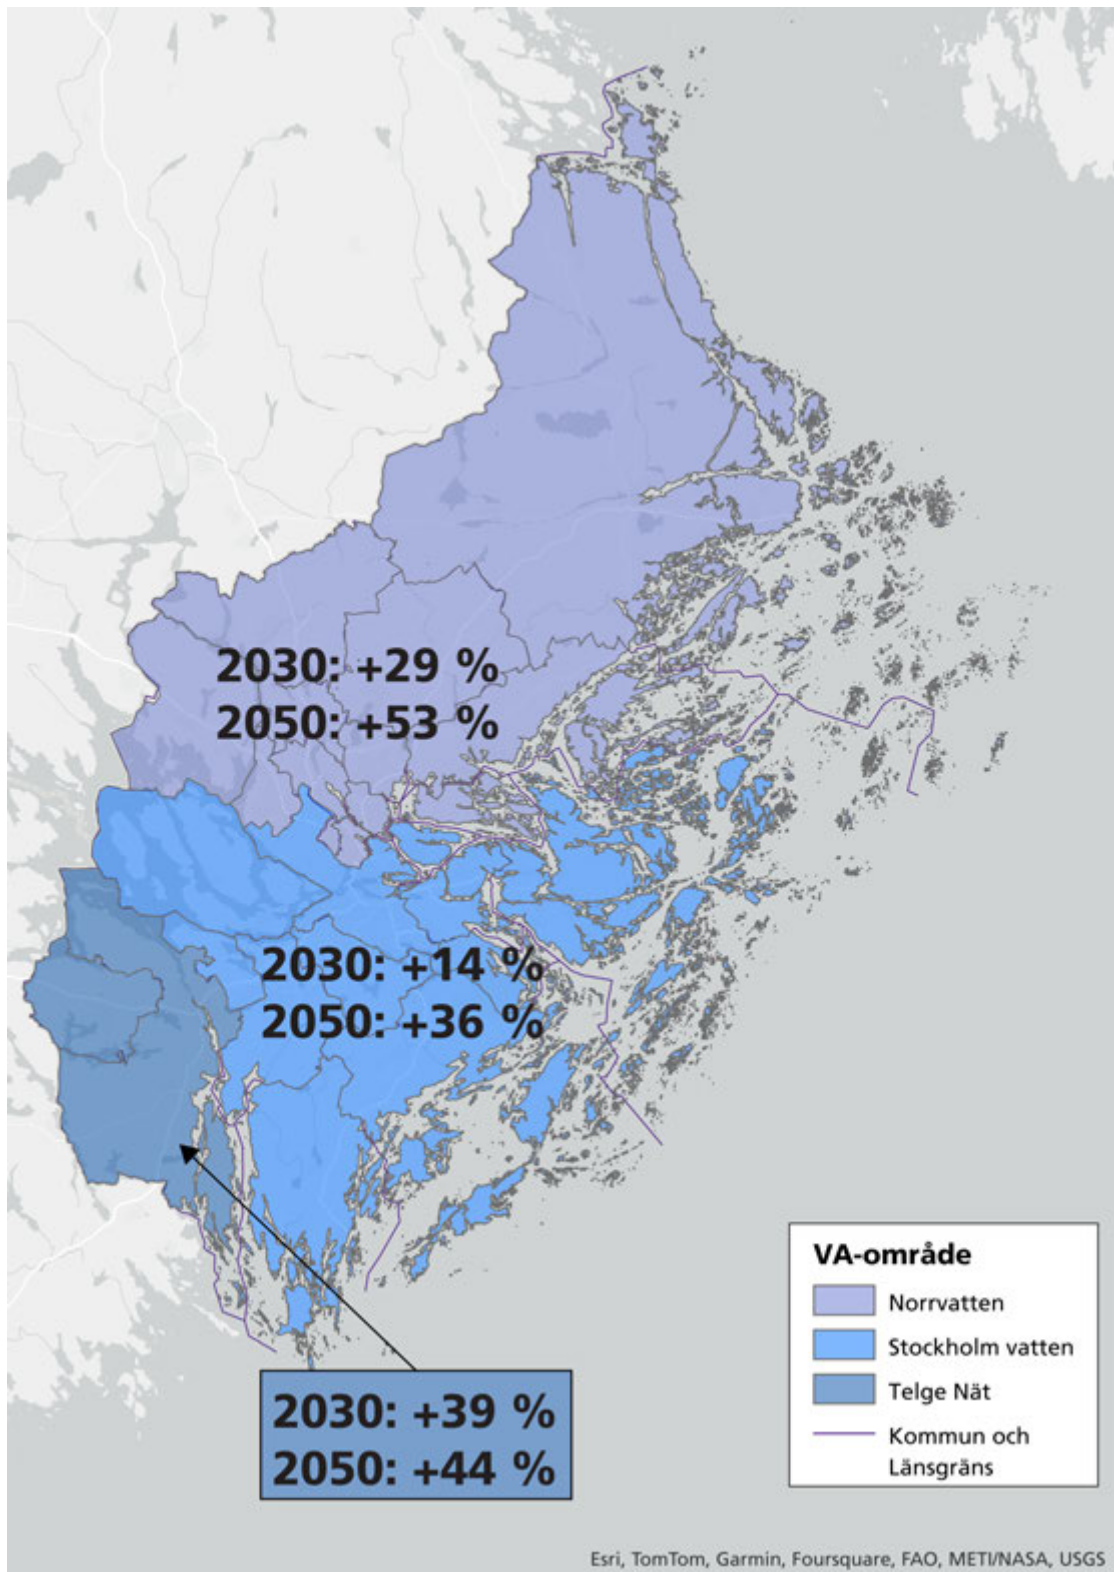 2030: +29 %
2050: +53 %
2030: +14 %
2050: +36 %
2030: +39 %
2050: +44 %
VA-område
Norrvatten
Stockholm vatten
Telge Nät
Kommun och
Länsgräns
Esri, TomTom, Garmin, Foursquare, FAO, METI/NASA, USGS